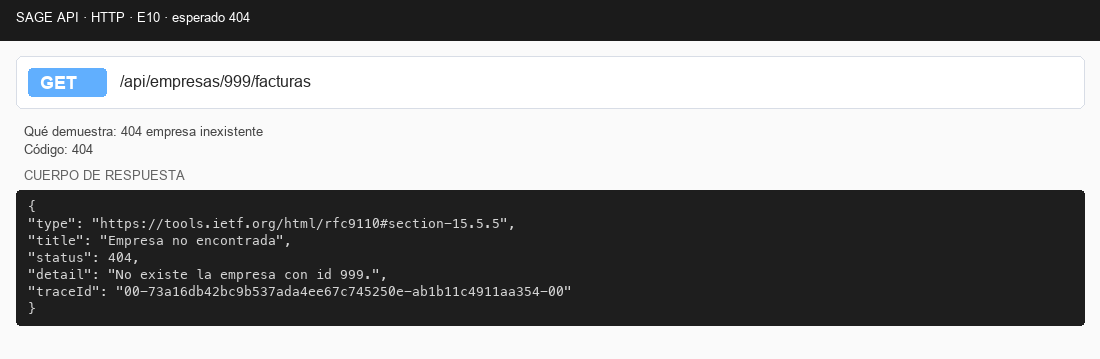 SAGE API · HTTP · E10 · esperado 404
GET /api/empresas/999/facturas
Qué demuestra: 404 empresa inexistente
Código: 404
CUERPO DE RESPUESTA
{
"type": "https://tools.ietf.org/html/rfc9110#section-15.5.5",
"title": "Empresa no encontrada",
"status": 404,
"detail": "No existe la empresa con id 999.",
"traceId": "00-73a16db42bc9b537ada4ee67c745250e-ab1b11c4911aa354-00"
}